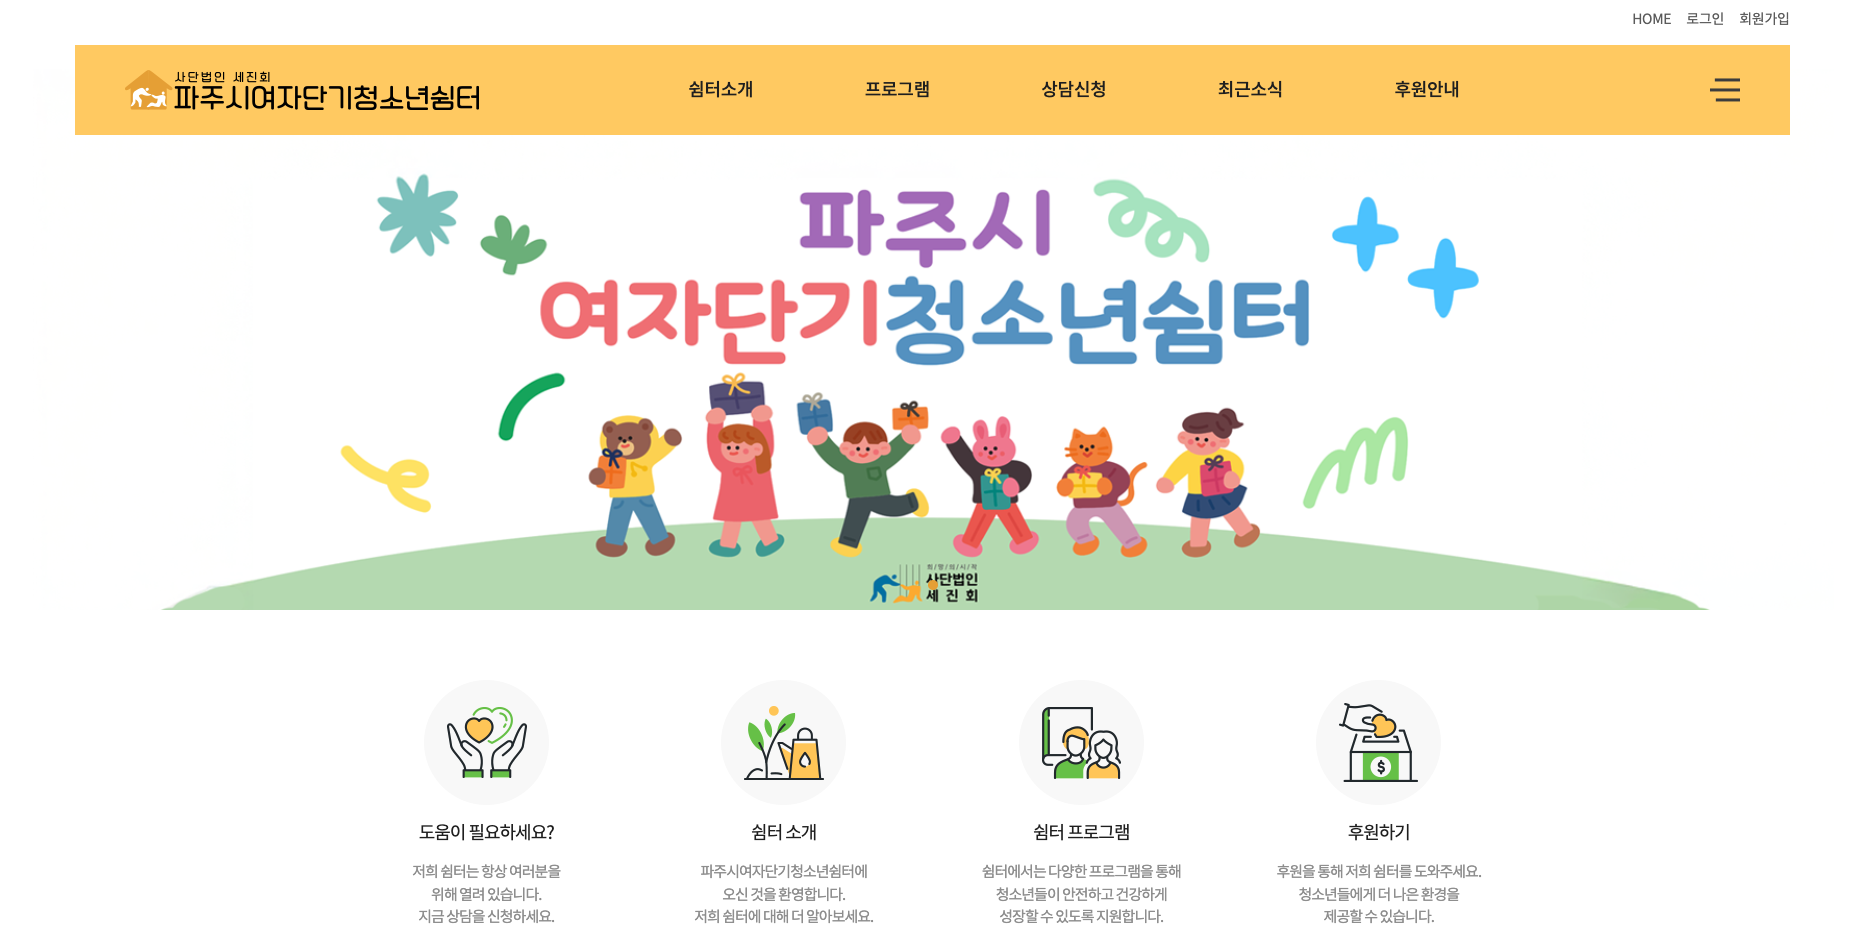 HOME 로그인 회원가입
사단법인 세진회
파주시여자단기청소년쉼터
쉼터소개 프로그램 상담신청 최근소식 후원안내
파주시
여자단기청소년쉼터
희/망/의/시/작
사단법인
세진회
도움이 필요하세요?
저희 쉼터는 항상 여러분을
위해 열려 있습니다.
지금 상담을 신청하세요.
쉼터 소개
파주시여자단기청소년쉼터에
오신 것을 환영합니다.
저희 쉼터에 대해 더 알아보세요.
쉼터 프로그램
쉼터에서는 다양한 프로그램을 통해
청소년들이 안전하고 건강하게
성장할 수 있도록 지원합니다.
후원하기
후원을 통해 저희 쉼터를 도와주세요.
청소년들에게 더 나은 환경을
제공할 수 있습니다.